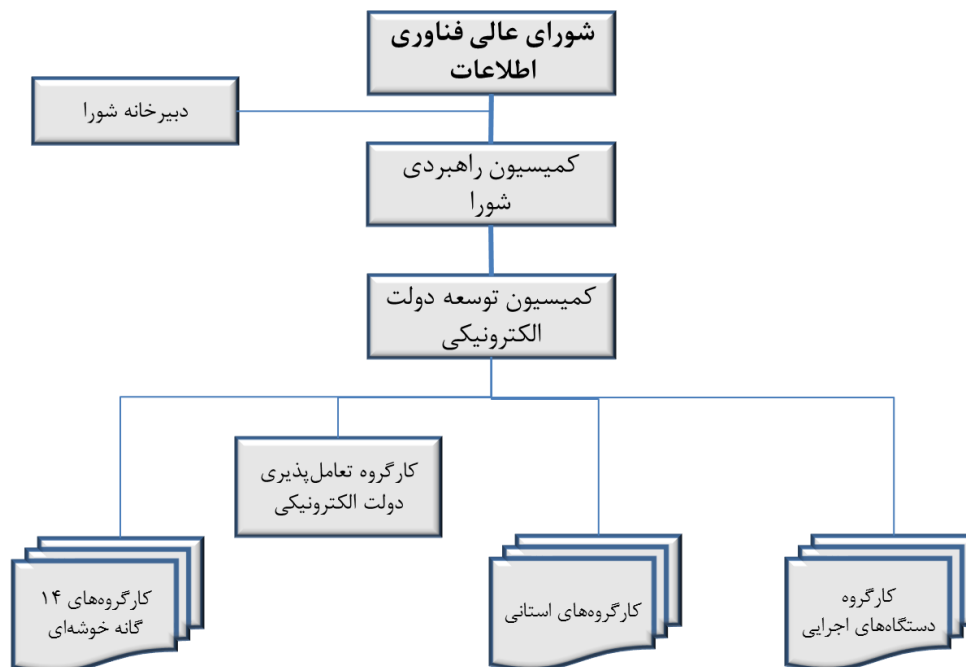 شورای عالی فناوری
اطلاعات
دبیرخانه شورا
کمیسیون راهبردی
شورا
کمیسیون توسعه دولت
الکترونیکی
کارگروه تعامل‌پذیری
دولت الکترونیکی
کارگروه
دستگاه‌های اجرایی
کارگروه‌های استانی
کارگروه‌های ۱۴
گانه خوشه‌ای